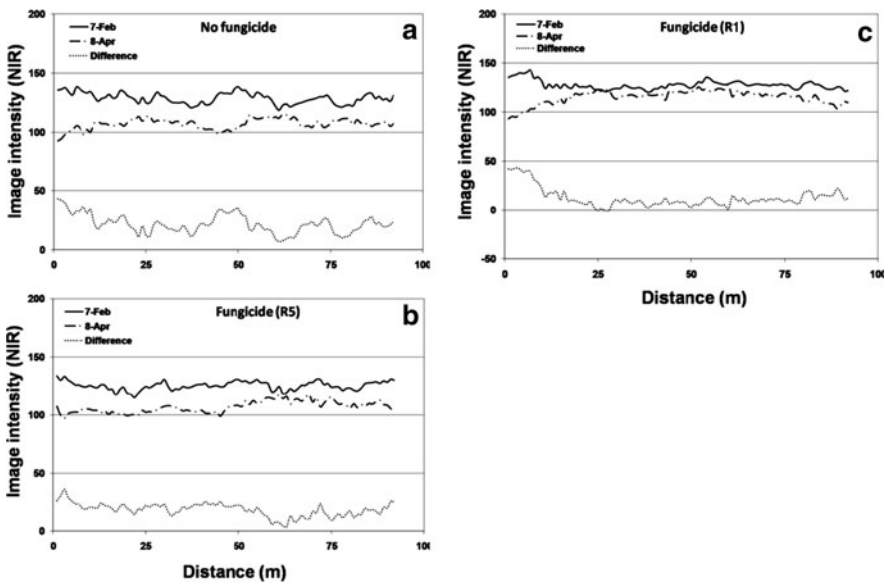 No fungicide
a
7-Feb
8-Apr
Difference
Image intensity (NIR)
200
150
100
50
0
0
25
50
75
100
Fungicide (R5)
b
7-Feb
8-Apr
Difference
Image intensity (NIR)
200
150
100
50
0
0
25
50
75
100
Distance (m)
Fungicide (R1)
c
7-Feb
8-Apr
Difference
Image intensity (NIR)
200
150
100
50
0
-50
0
25
50
75
100
Distance (m)